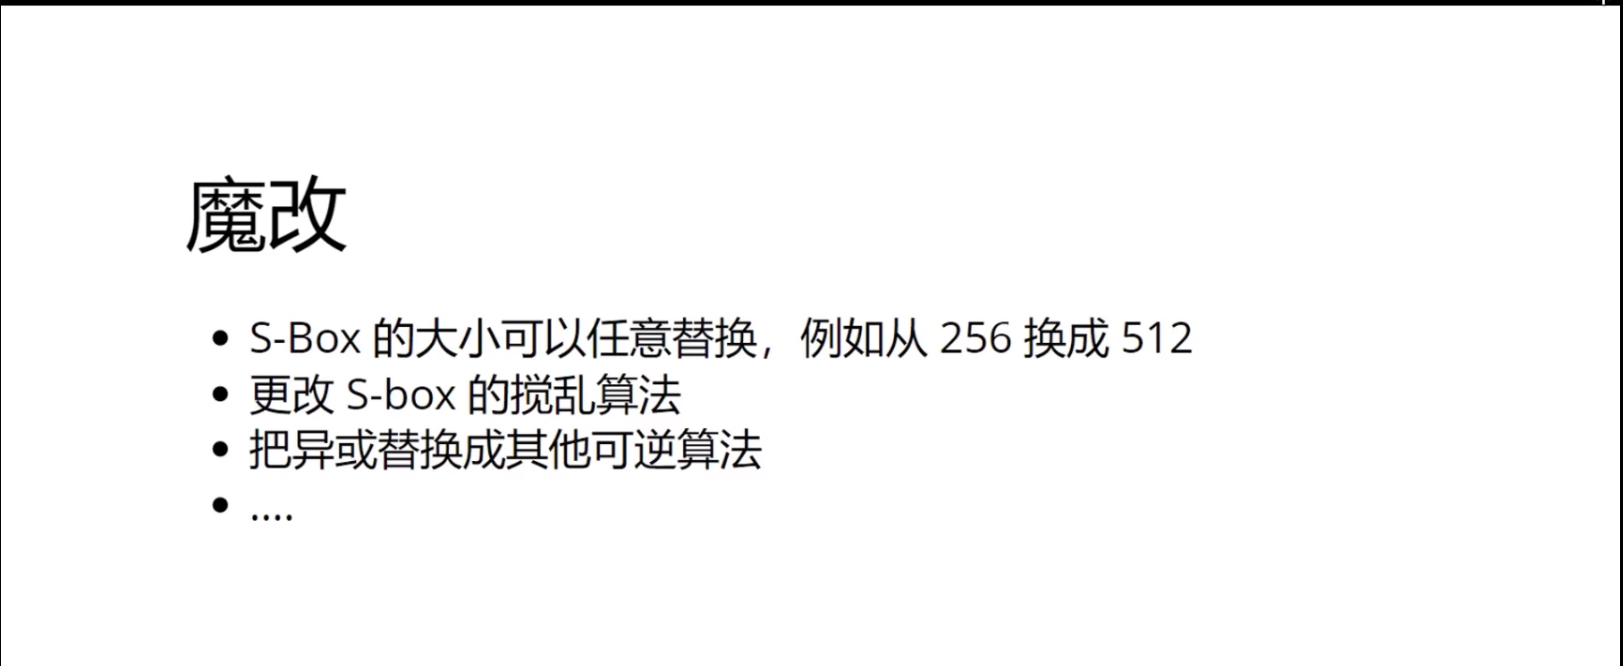 魔改
• S-Box 的大小可以任意替换，例如从 256 换成 512
• 更改 S-box 的搅乱算法
• 把异或替换成其他可逆算法
• ....